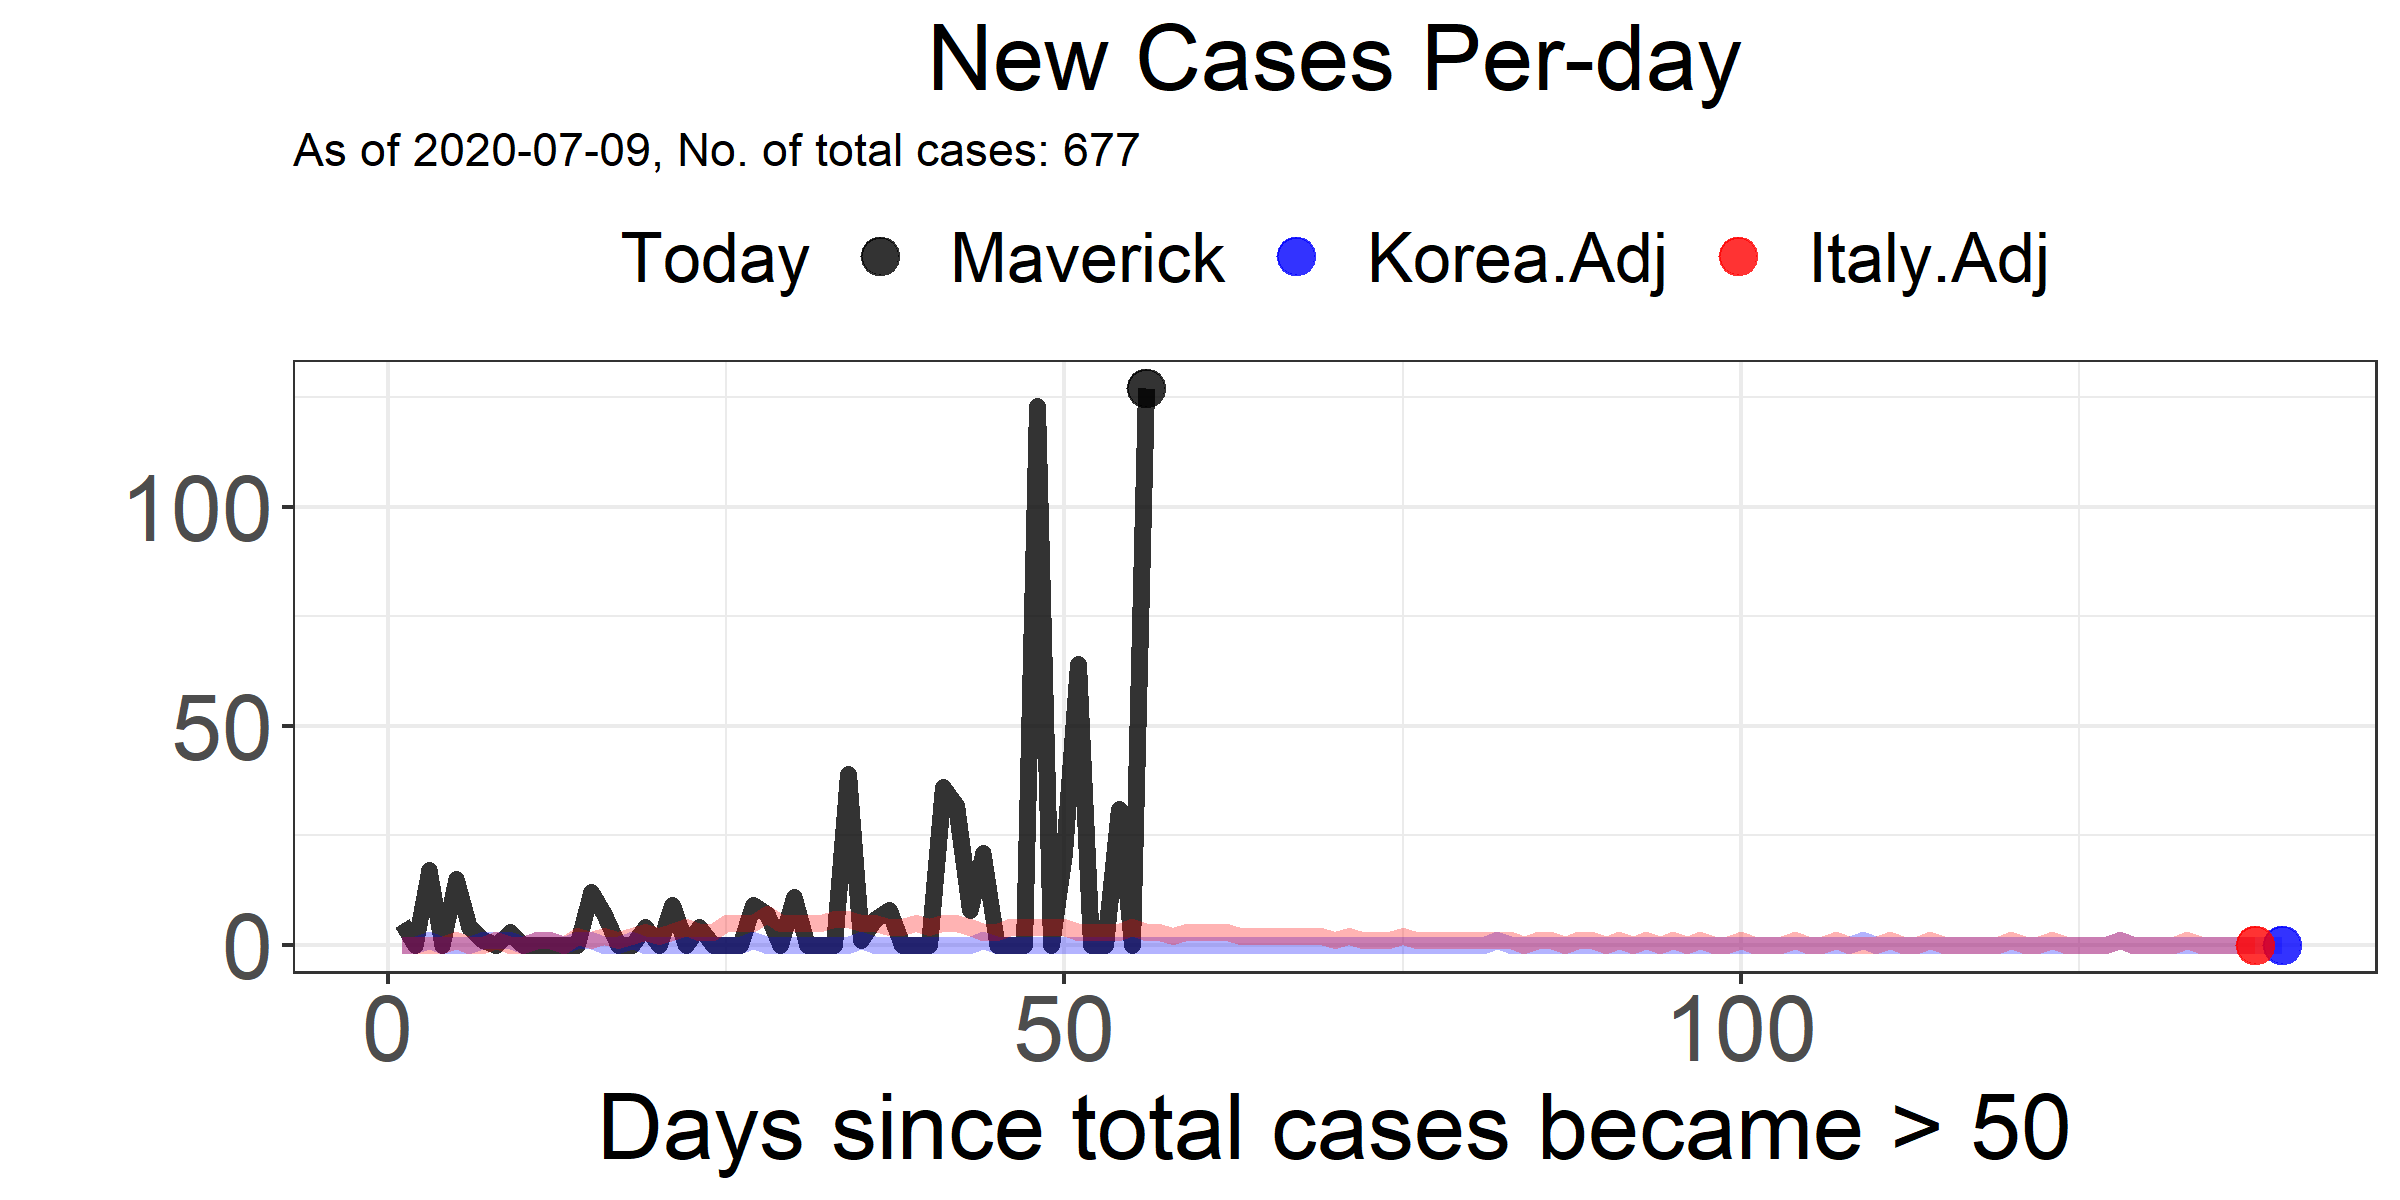 New Cases Per-day
As of 2020-07-09, No. of total cases: 677
Today Maverick Korea.Adj Italy.Adj
100
50
0
0 50 100
Days since total cases became > 50